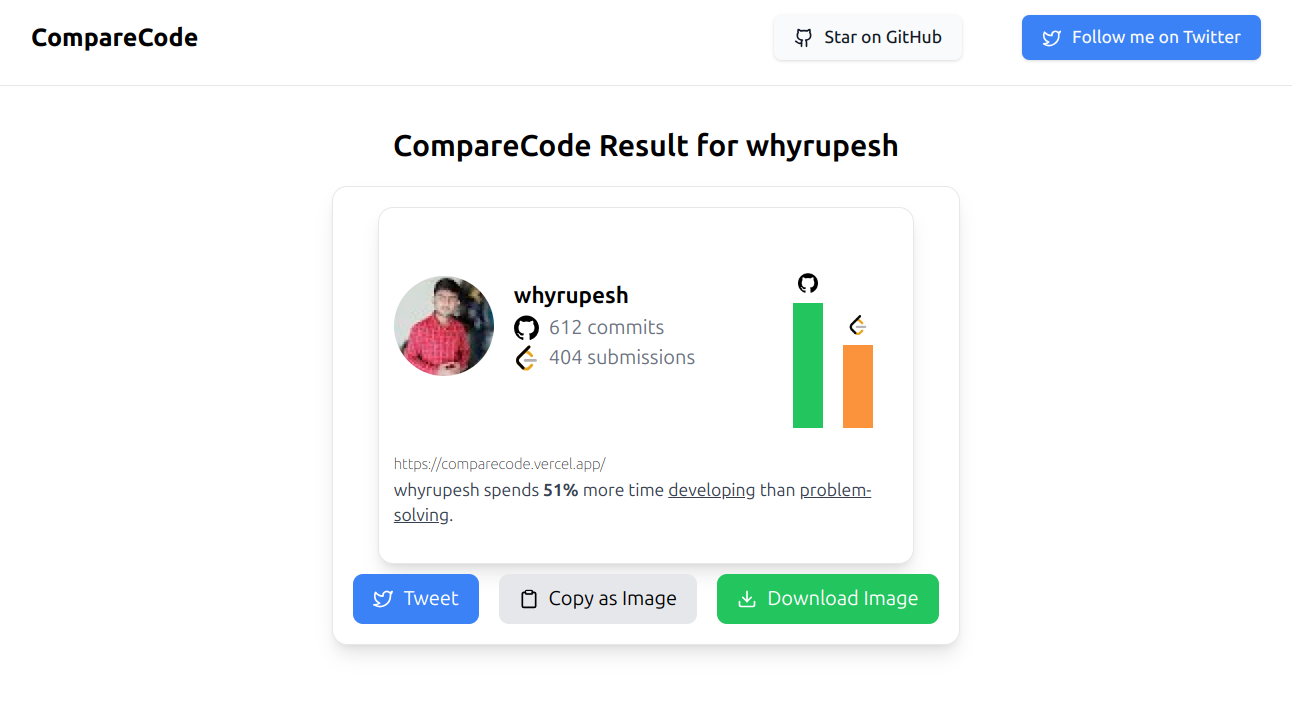 CompareCode
Star on GitHub
Follow me on Twitter
CompareCode Result for whyrupesh
whyrupesh
612 commits
404 submissions
https://comparecode.vercel.app/
whyrupesh spends 51% more time developing than problem-
solving.
Tweet
Copy as Image
Download Image